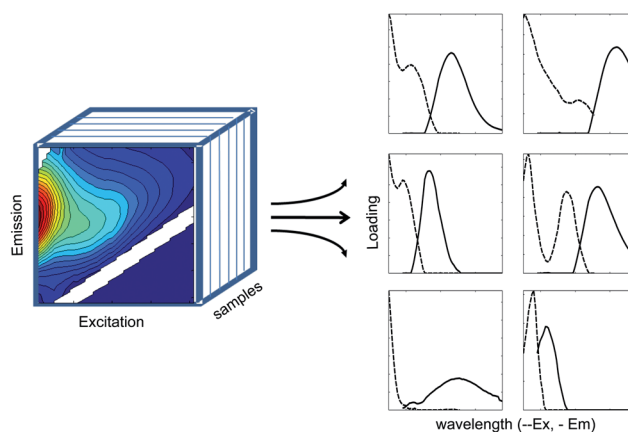 Emission
Excitation
samples
Loading
wavelength (--Ex, - Em)